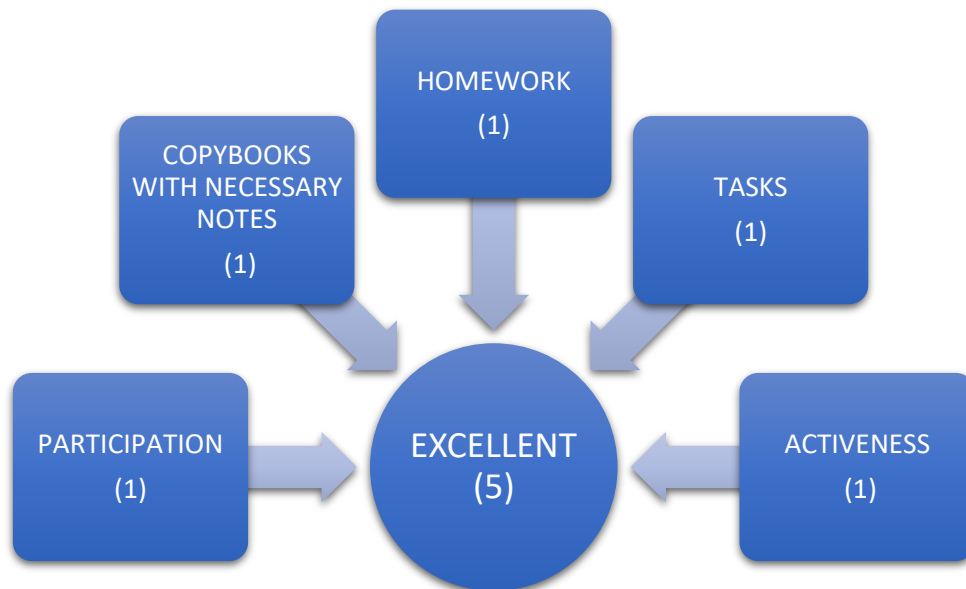 HOMEWORK
(1)
COPYBOOKS
WITH NECESSARY
NOTES
(1)
TASKS
(1)
PARTICIPATION
(1)
EXCELLENT
(5)
ACTIVENESS
(1)